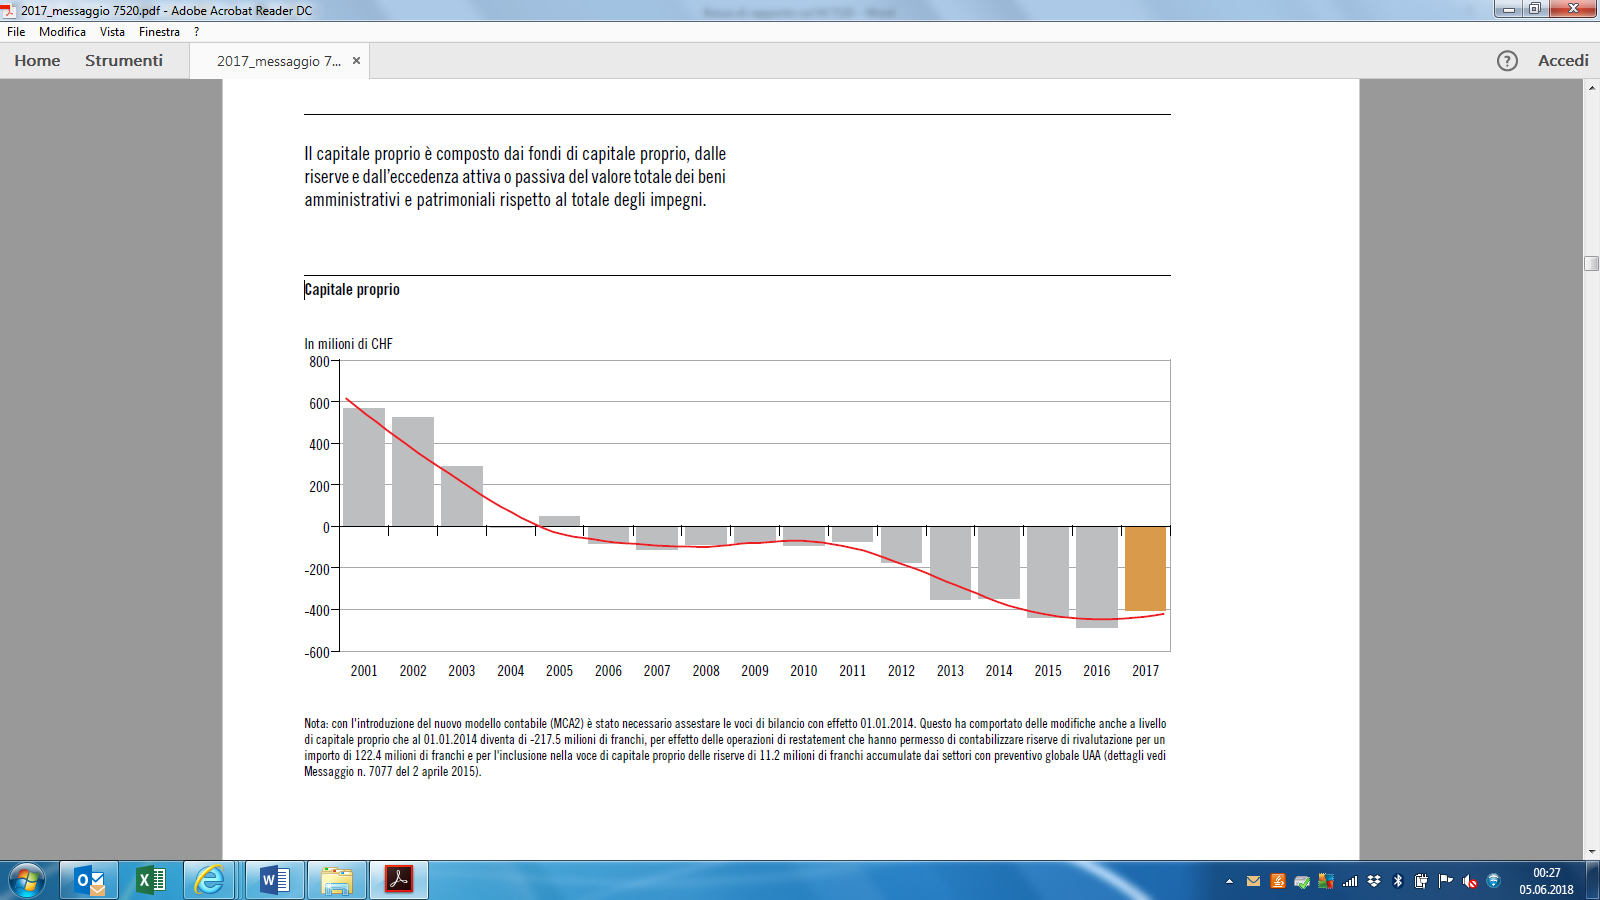 2017_messaggio 7520.pdf - Adobe Acrobat Reader DC
File Modifica Vista Finestra ?
Home Strumenti 2017_messaggio 7... × ? Accedi
Il capitale proprio è composto dai fondi di capitale proprio, dalle
riserve e dall'eccedenza attiva o passiva del valore totale dei beni
amministrativi e patrimoniali rispetto al totale degli impegni.
Capitale proprio
In milioni di CHF
800
600
400
200
0
-200
-400
-600
2001 2002 2003 2004 2005 2006 2007 2008 2009 2010 2011 2012 2013 2014 2015 2016 2017
Nota: con l'introduzione del nuovo modello contabile (MCA2) è stato necessario assestare le voci di bilancio con effetto 01.01.2014. Questo ha comportato delle modifiche anche a livello
di capitale proprio che al 01.01.2014 diventa di -217.5 milioni di franchi, per effetto delle operazioni di restatement che hanno permesso di contabilizzare riserve di rivalutazione per un
importo di 122.4 milioni di franchi e per l'inclusione nella voce di capitale proprio delle riserve di 11.2 milioni di franchi accumulate dai settori con preventivo globale UAA (dettagli vedi
Messaggio n. 7077 del 2 aprile 2015).
00:27
05.06.2018